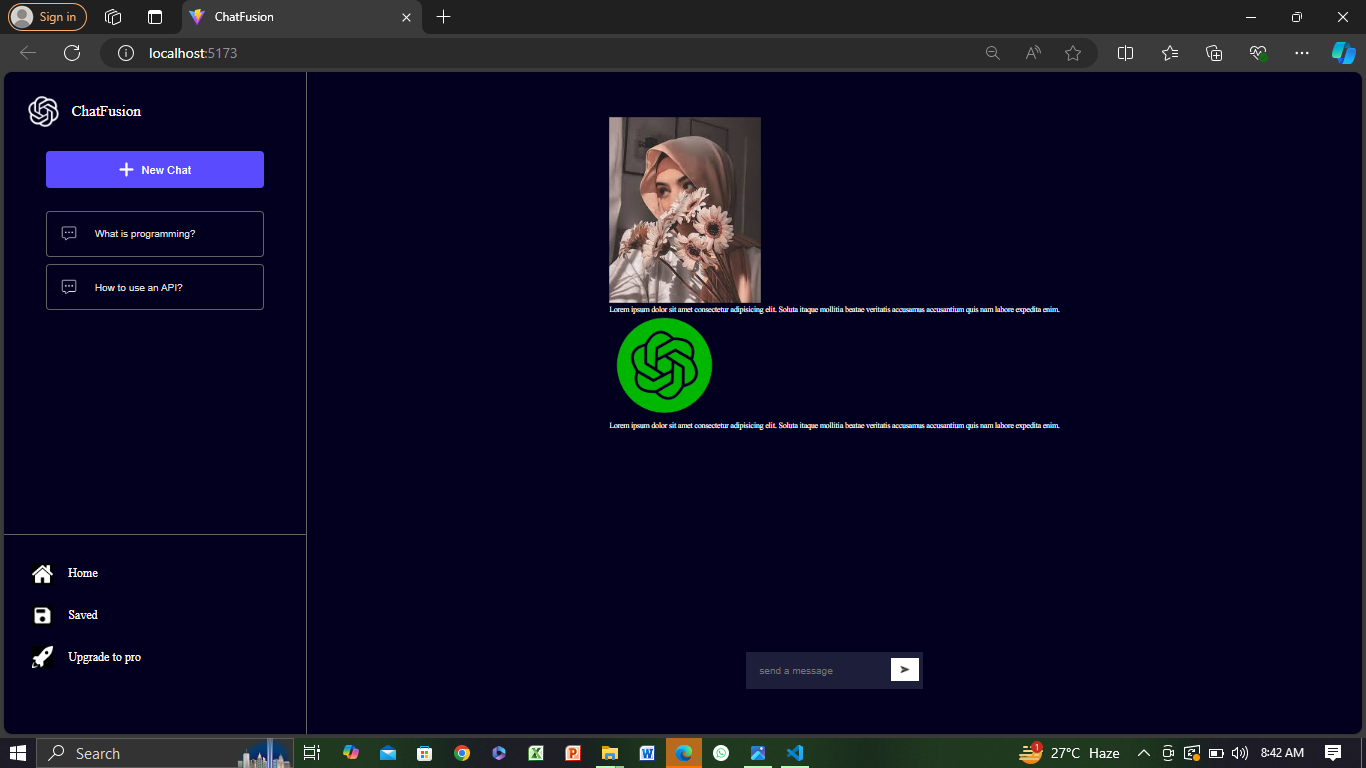 Sign in
ChatFusion
localhost:5173
ChatFusion
New Chat
What is programming?
How to use an API?
Lorem ipsum dolor sit amet consectetur adipisicing elit. Soluta itaque mollitia beatae veritatis accusamus accusantium quis nam labore expedita enim.
Lorem ipsum dolor sit amet consectetur adipisicing elit. Soluta itaque mollitia beatae veritatis accusamus accusantium quis nam labore expedita enim.
Home
Saved
Upgrade to pro
send a message
Search
1
27°C Haze
8:42 AM